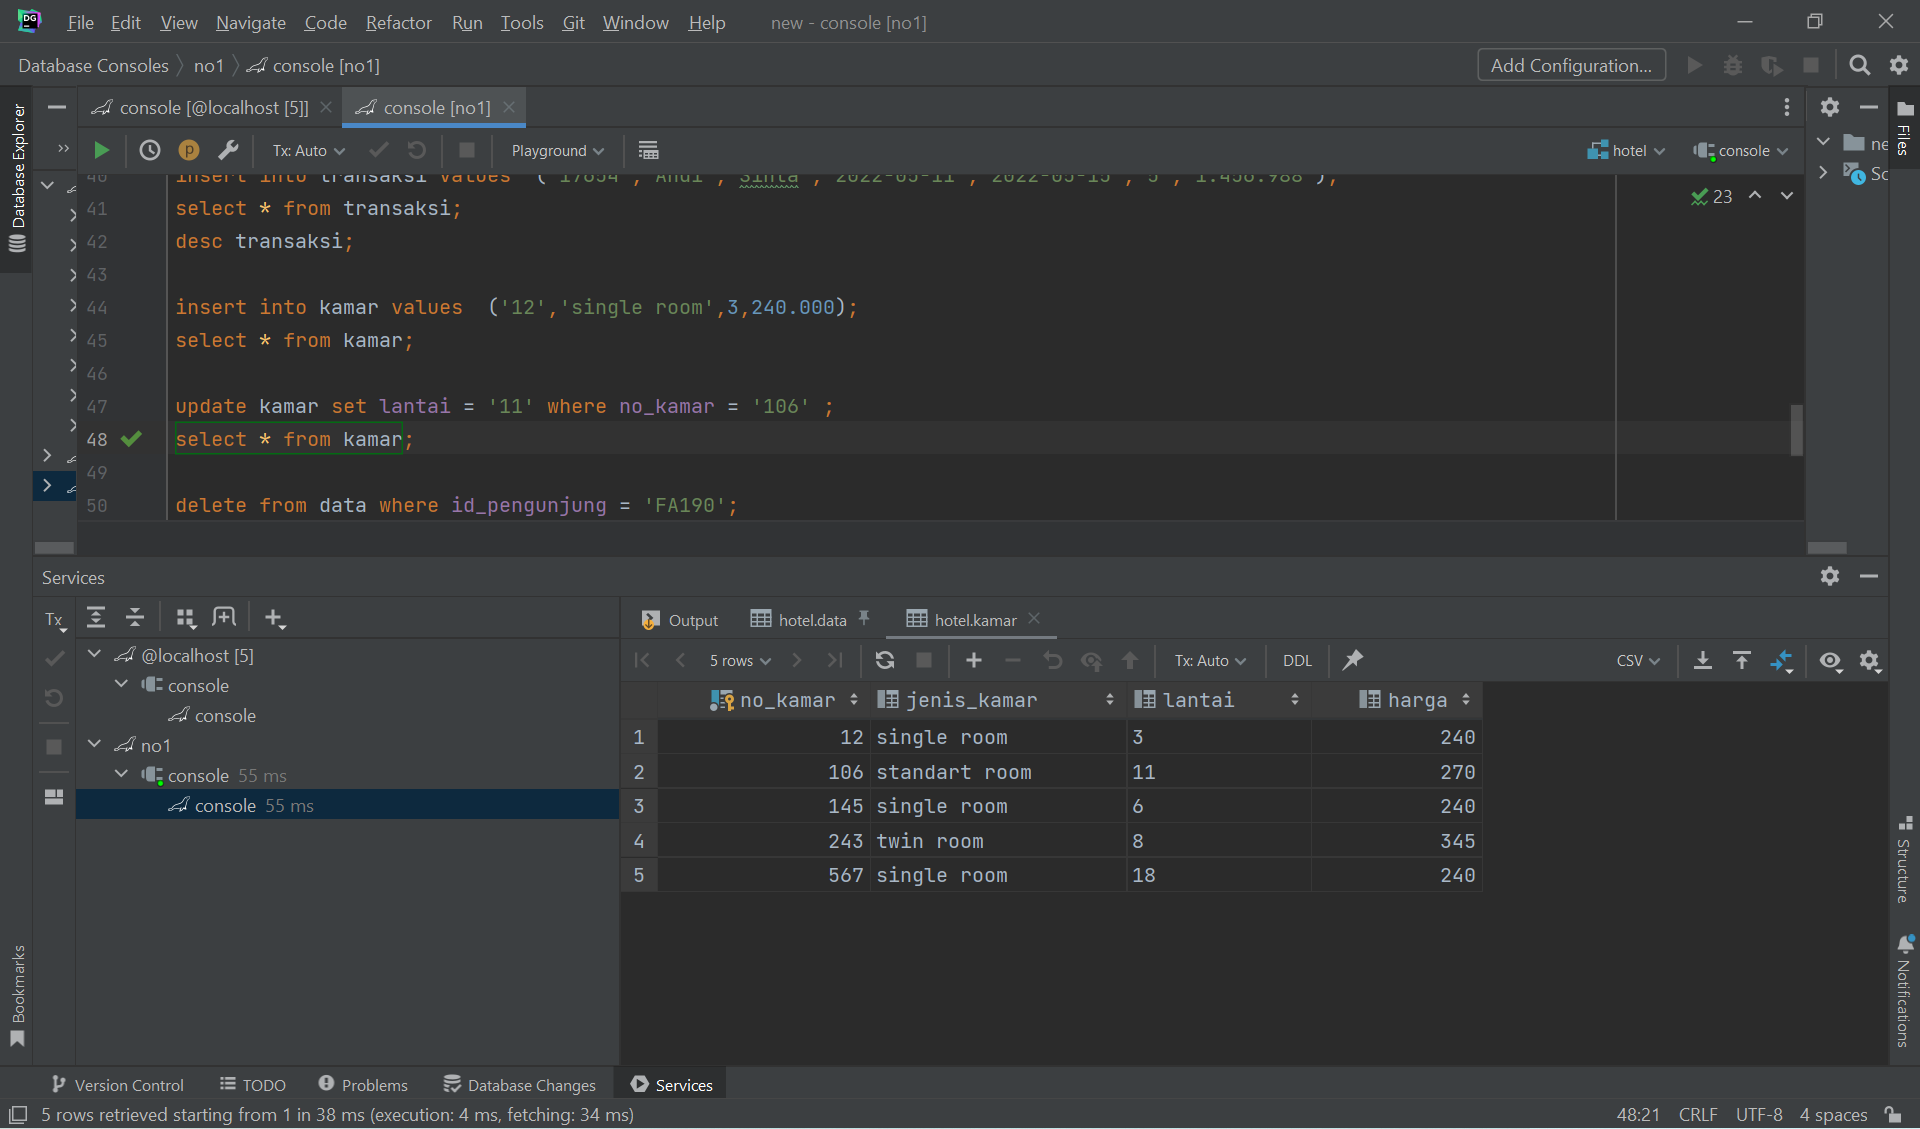 File Edit View Navigate Code Refactor Run Tools Git Window Help new - console [no1]
Database Consoles no1 console [no1] Add Configuration...
console [@localhost [5]] console [no1]
Tx: Auto Playground hotel console
Database Explorer
Files
ne
Sc
23
40 insert into transaksi values ('17654','Andi','Sinta','2022-05-11','2022-05-15','5','1.456.988');
41 select * from transaksi;
42 desc transaksi;
43
44 insert into kamar values ('12','single room',3,240.000);
45 select * from kamar;
46
47 update kamar set lantai = '11' where no_kamar = '106' ;
48 select * from kamar;
49
50 delete from data where id_pengunjung = 'FA190';
Services
Tx
Output hotel.data hotel.kamar
@localhost [5]
console
console
no1
console 55 ms
console 55 ms
5 rows Tx: Auto DDL CSV
no_kamar jenis_kamar lantai harga
1 12 single room 3 240
2 106 standart room 11 270
3 145 single room 6 240
4 243 twin room 8 345
5 567 single room 18 240
Structure
Notifications
Bookmarks
Version Control TODO Problems Database Changes Services
5 rows retrieved starting from 1 in 38 ms (execution: 4 ms, fetching: 34 ms) 48:21 CRLF UTF-8 4 spaces